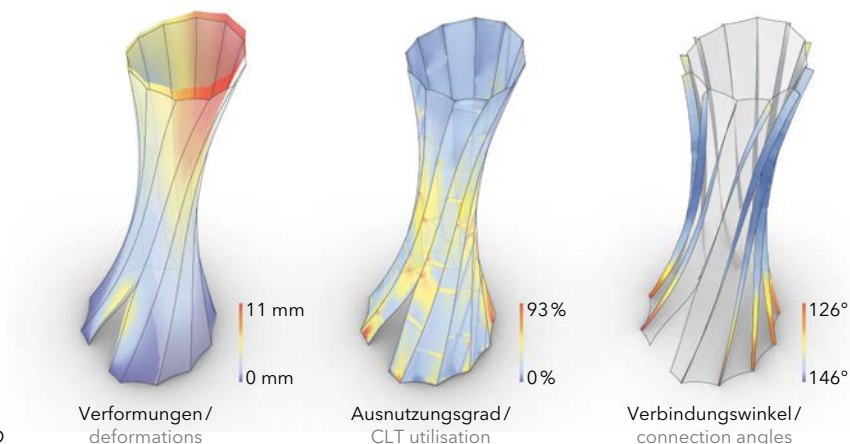 11 mm
0 mm
Verformungen/
deformations
93 %
0 %
Ausnutzungsgrad/
CLT utilisation
126°
146°
Verbindungswinkel/
connection angles